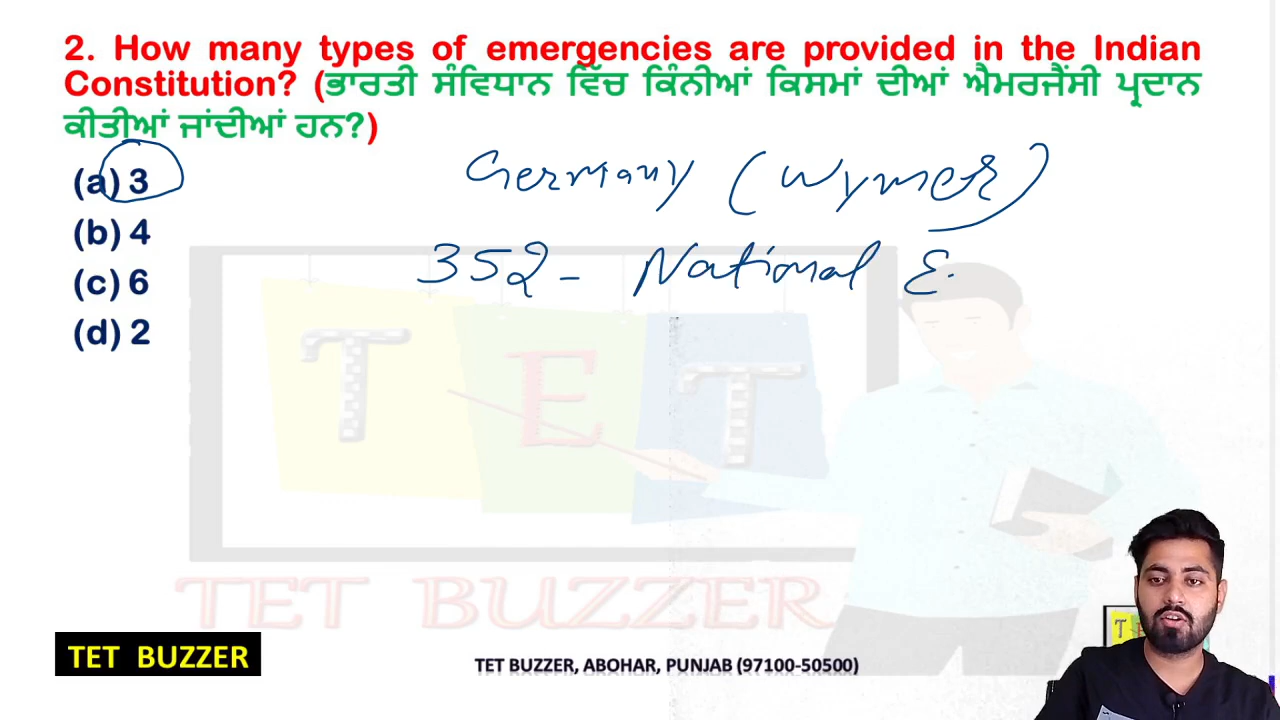 2. How many types of emergencies are provided in the Indian
Constitution? (ਭਾਰਤੀ ਸੰਵਿਧਾਨ ਵਿੱਚ ਕਿੰਨੀਆਂ ਕਿਸਮਾਂ ਦੀਆਂ ਐਮਰਜੈਂਸੀ ਪ੍ਰਦਾਨ
ਕੀਤੀਆਂ ਜਾਂਦੀਆਂ ਹਨ?)
(a) 3
(b) 4
(c) 6
(d) 2
Germany (Wymer)
352 - National E.
T E T
TET BUZZER
TET BUZZER
TET BUZZER, ABOHAR, PUNJAB (97100-50500)